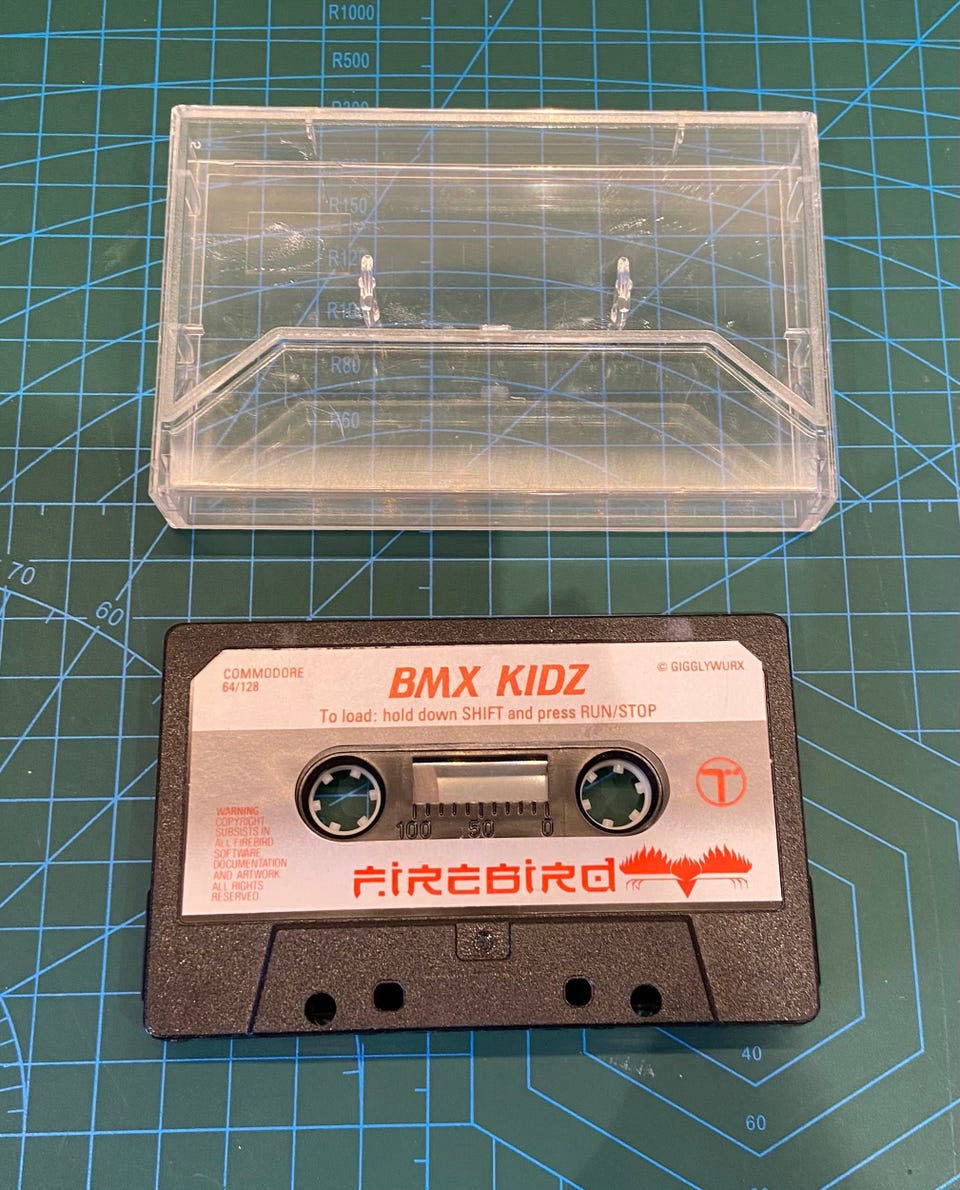 R1000
R500
R150
R80
R60
70
60
COMMODORE
64/128
BMX KIDZ
© GIGGLYWURX
To load: hold down SHIFT and press RUN/STOP
T
100 50 0
WARNING
COPYRIGHT
SUBSISTS IN
ALL FIREBIRD
SOFTWARE
DOCUMENTATION
AND ARTWORK
ALL RIGHTS
RESERVED
FIREBIRD
40
60